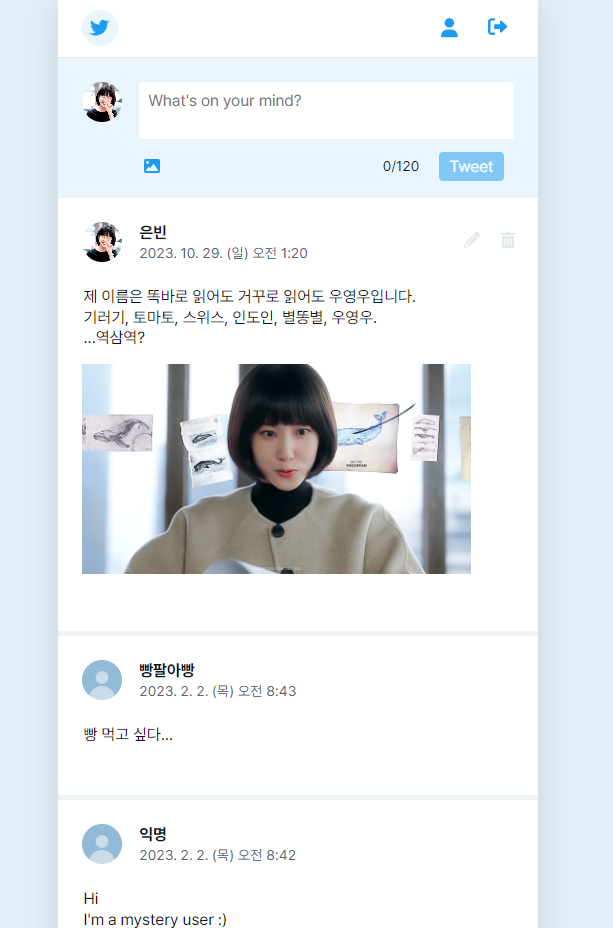 What's on your mind?
0/120
Tweet
은빈
2023. 10. 29. (일) 오전 1:20
제 이름은 똑바로 읽어도 거꾸로 읽어도 우영우입니다.
기러기, 토마토, 스위스, 인도인, 별똥별, 우영우.
...역삼역?
빵팔아빵
2023. 2. 2. (목) 오전 8:43
빵 먹고 싶다...
익명
2023. 2. 2. (목) 오전 8:42
Hi
I'm a mystery user :)